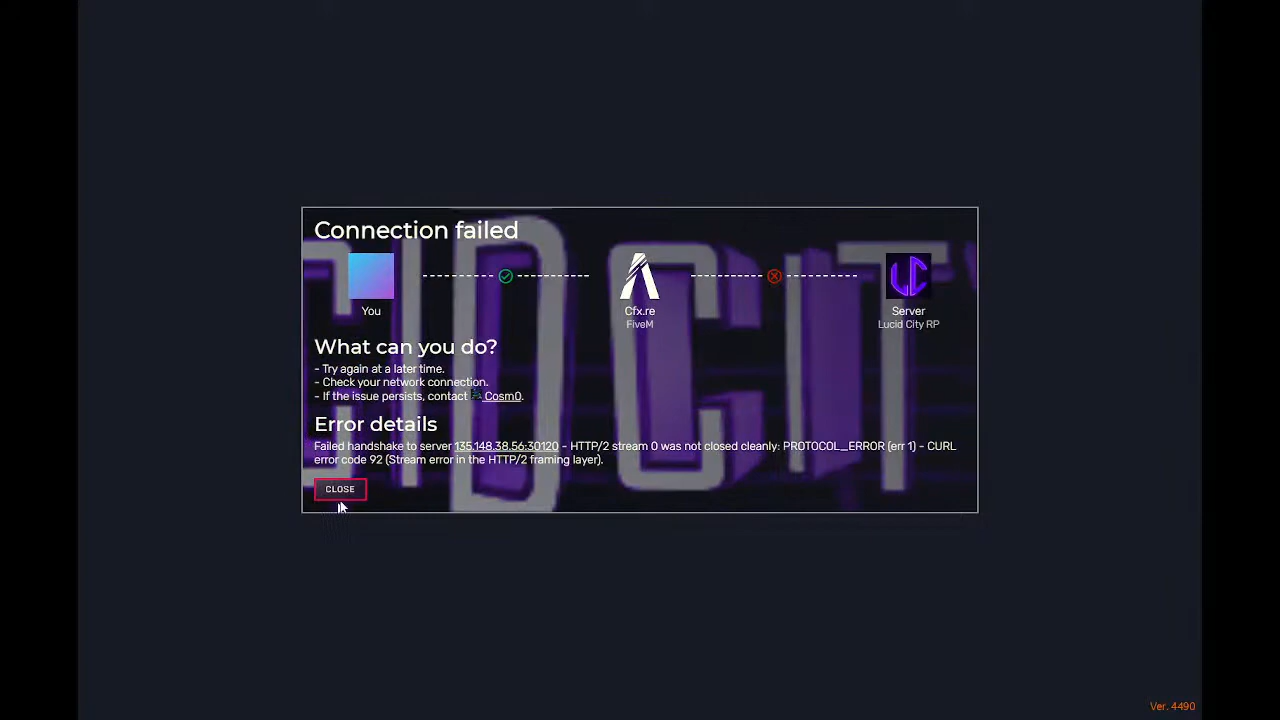 Connection failed
You
Cfx.re
FiveM
Server
Lucid City RP
What can you do?
- Try again at a later time.
- Check your network connection.
- If the issue persists, contact Cosm0.
Error details
Failed handshake to server 135.148.38.56:30120 - HTTP/2 stream 0 was not closed cleanly: PROTOCOL_ERROR (err 1) - CURL
error code 92 (Stream error in the HTTP/2 framing layer).
CLOSE
CID CIT
UC
Ver. 4490